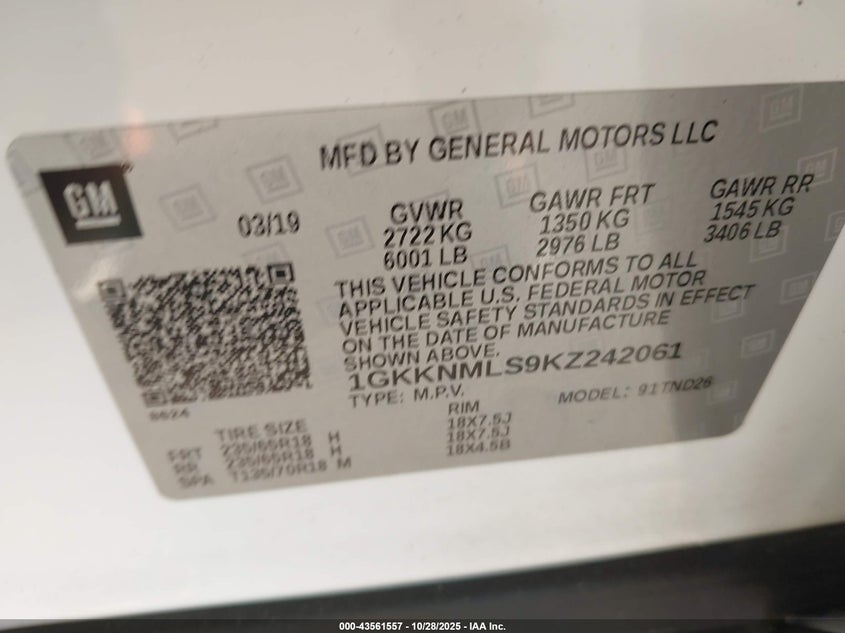 MFD BY GENERAL MOTORS LLC
GM
03/19
GVWR
2722 KG
6001 LB
GAWR FRT
1350 KG
2976 LB
GAWR RR
1545 KG
3406 LB
THIS VEHICLE CONFORMS TO ALL
APPLICABLE U.S. FEDERAL MOTOR
VEHICLE SAFETY STANDARDS IN EFFECT
ON THE DATE OF MANUFACTURE
SHOWN ABOVE.
1GKKNMLS9KZ242061
TYPE: M.P.V.
MODEL: 91TND26
8624
TIRE SIZE
RIM
FRT 235/65R18 H 18X7.5J
RR 235/65R18 H 18X7.5J
SPA T135/70R18 M 18X4.5B
000-43561557 - 10/28/2025 - IAA Inc.